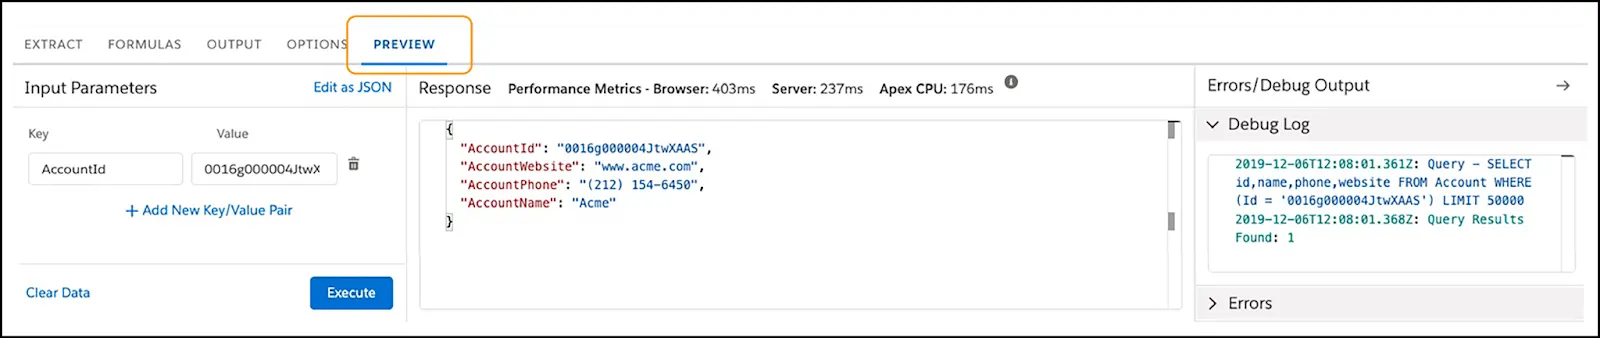 EXTRACT FORMULAS OUTPUT OPTIONS PREVIEW
Input Parameters Edit as JSON
Key Value
AccountId 0016g000004JtwX
+ Add New Key/Value Pair
Clear Data Execute
Response Performance Metrics - Browser: 403ms Server: 237ms Apex CPU: 176ms
{
"AccountId": "0016g000004JtwXAAS",
"AccountWebsite": "www.acme.com",
"AccountPhone": "(212) 154-6450",
"AccountName": "Acme"
}
Errors/Debug Output
Debug Log
2019-12-06T12:08:01.361Z: Query - SELECT
id,name,phone,website FROM Account WHERE
(Id = '0016g000004JtwXAAS') LIMIT 50000
2019-12-06T12:08:01.368Z: Query Results
Found: 1
Errors